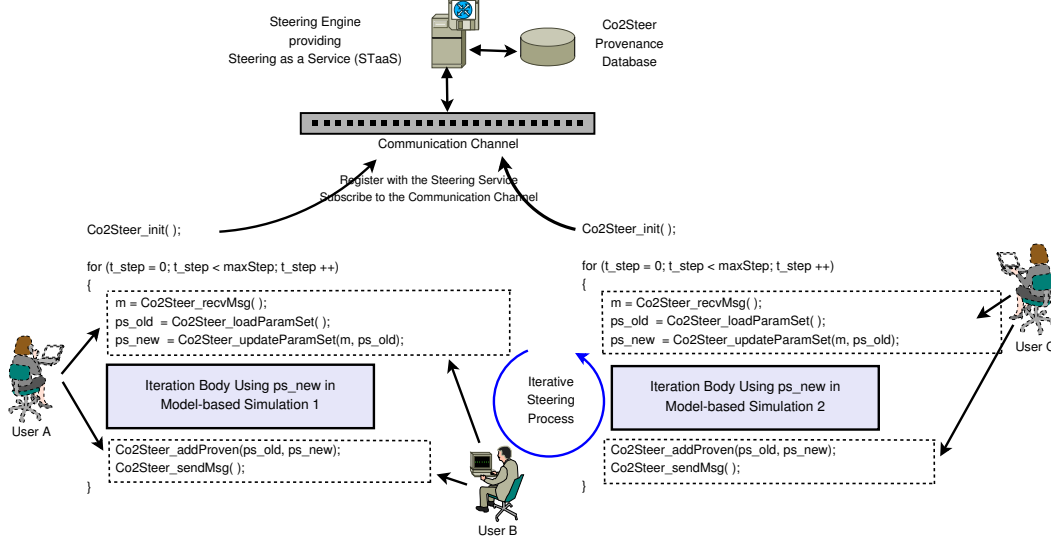 Steering Engine
providing
Steering as a Service (STaaS)
Co2Steer
Provenance
Database
Communication Channel
Register with the Steering Service
Subscribe to the Communication Channel
Co2Steer_init( );
for (t_step = 0; t_step < maxStep; t_step ++)
{
m = Co2Steer_recvMsg( );
ps_old = Co2Steer_loadParamSet( );
ps_new = Co2Steer_updateParamSet(m, ps_old);
Iteration Body Using ps_new in
Model-based Simulation 1
Co2Steer_addProven(ps_old, ps_new);
Co2Steer_sendMsg( );
}
User A
User B
Iterative
Steering
Process
Co2Steer_init( );
for (t_step = 0; t_step < maxStep; t_step ++)
{
m = Co2Steer_recvMsg( );
ps_old = Co2Steer_loadParamSet( );
ps_new = Co2Steer_updateParamSet(m, ps_old);
Iteration Body Using ps_new in
Model-based Simulation 2
Co2Steer_addProven(ps_old, ps_new);
Co2Steer_sendMsg( );
}
User C